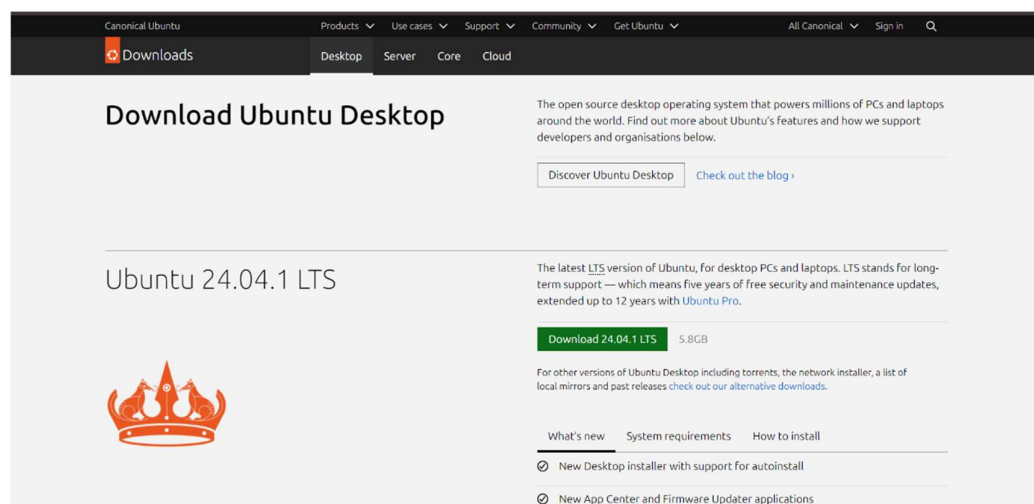 Canonical Ubuntu Products Use cases Support Community Get Ubuntu All Canonical Sign in
Downloads Desktop Server Core Cloud
Download Ubuntu Desktop
The open source desktop operating system that powers millions of PCs and laptops
around the world. Find out more about Ubuntu's features and how we support
developers and organisations below.
Discover Ubuntu Desktop Check out the blog ›
Ubuntu 24.04.1 LTS
The latest LTS version of Ubuntu, for desktop PCs and laptops. LTS stands for long-
term support — which means five years of free security and maintenance updates,
extended up to 12 years with Ubuntu Pro.
Download 24.04.1 LTS 5.8GB
For other versions of Ubuntu Desktop including torrents, the network installer, a list of
local mirrors and past releases check out our alternative downloads.
What's new System requirements How to install
New Desktop installer with support for autoinstall
New App Center and Firmware Updater applications